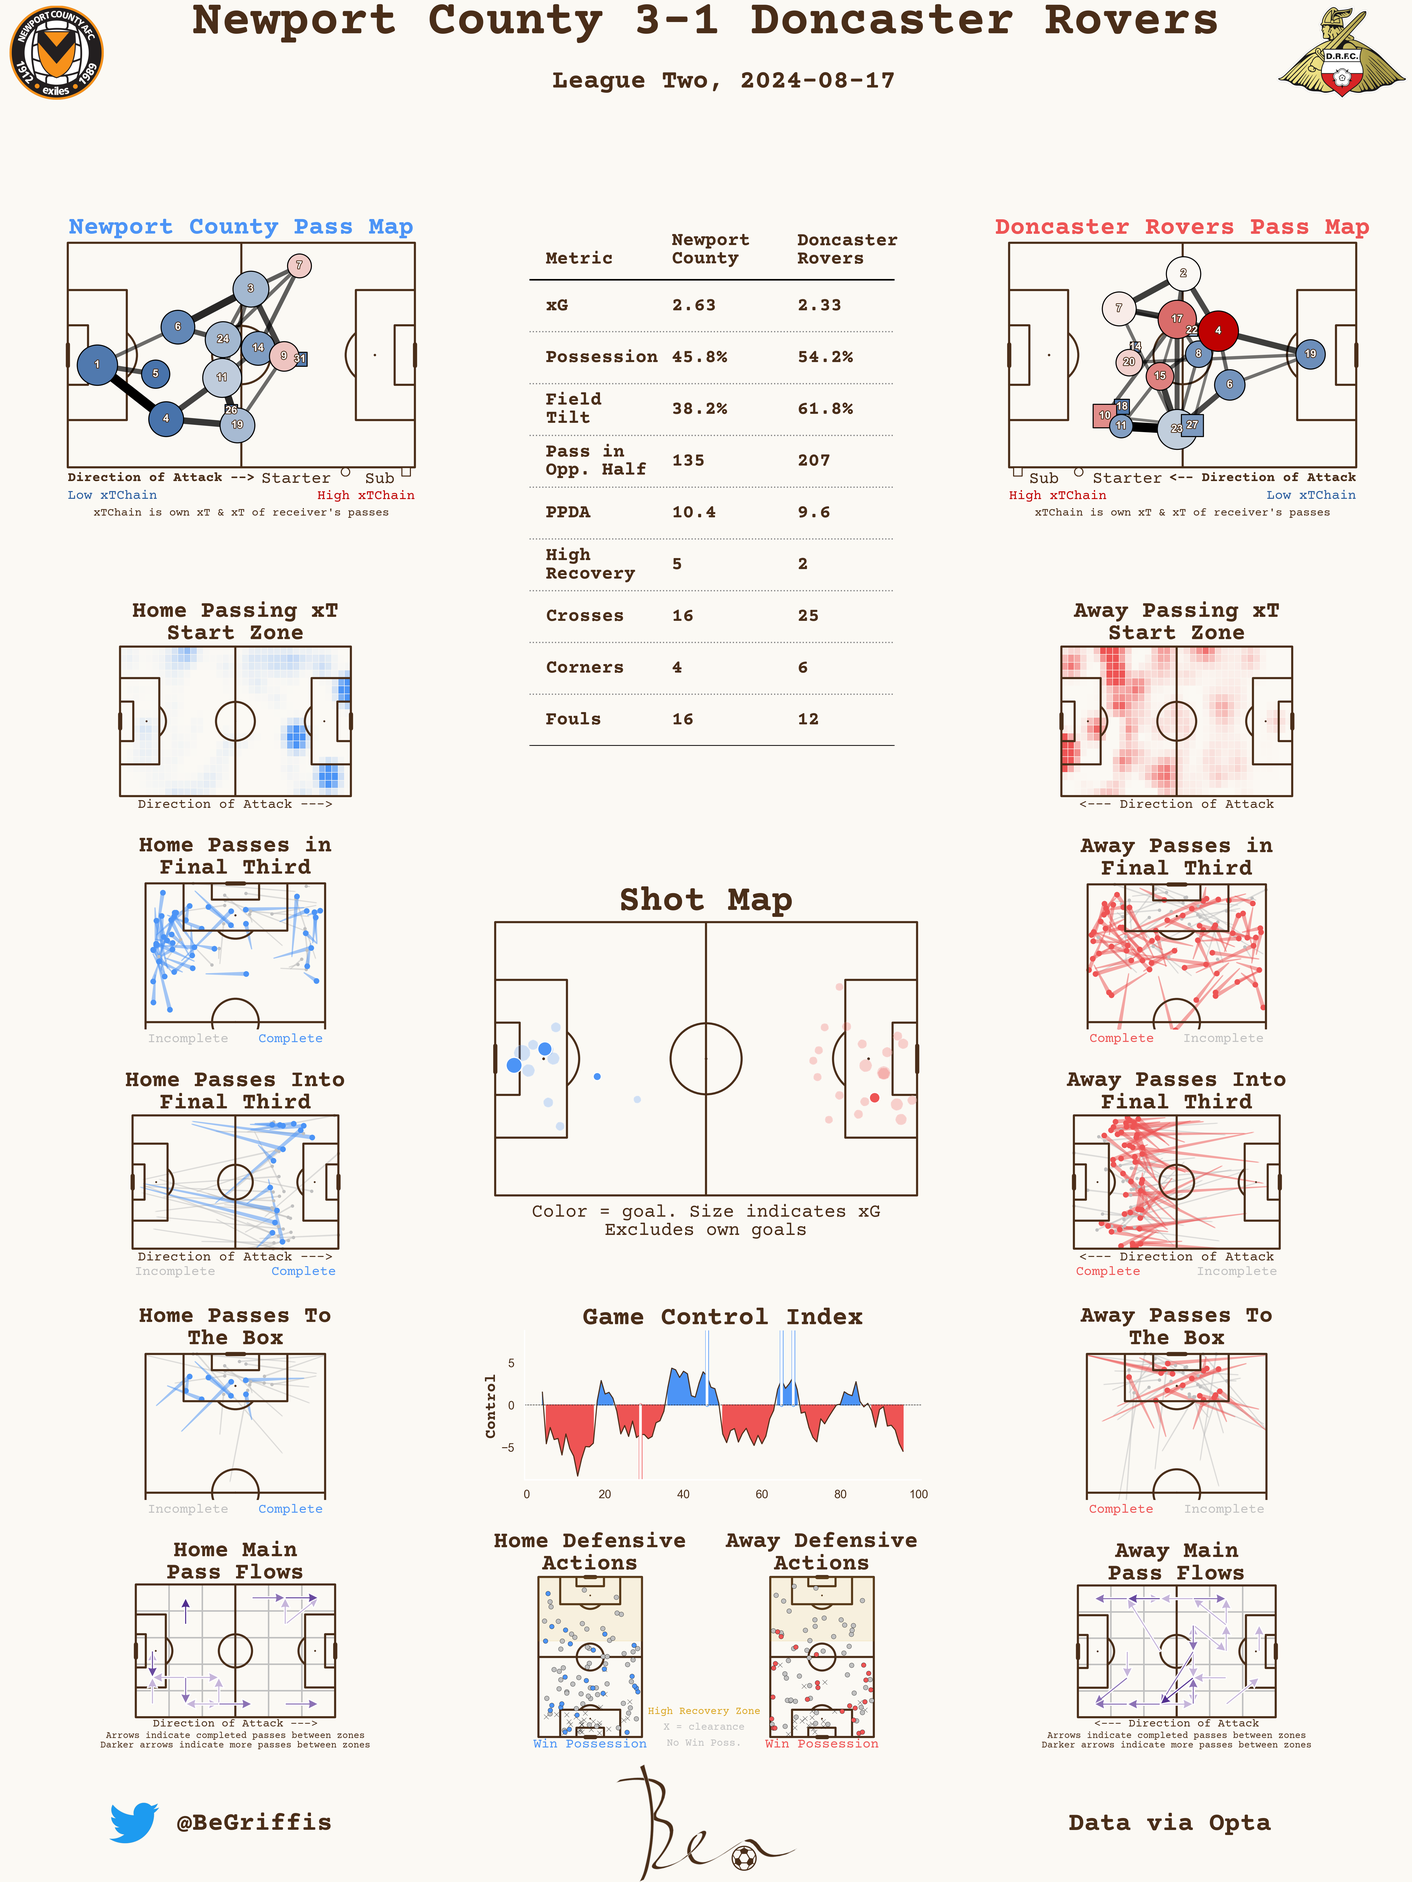 Newport County 3-1 Doncaster Rovers
League Two, 2024-08-17
NEWPORT COUNTY AFC
1912
exiles
1989
D.R.F.C.
Newport County Pass Map
1
4
5
6
3
24
11
14
26
19
9
31
7
Direction of Attack --> Starter Sub
Low xTChain High xTChain
xTChain is own xT & xT of receiver's passes
Metric Newport County Doncaster Rovers
xG 2.63 2.33
Possession 45.8% 54.2%
Field Tilt 38.2% 61.8%
Pass in Opp. Half 135 207
PPDA 10.4 9.6
High Recovery 5 2
Crosses 16 25
Corners 4 6
Fouls 16 12
Doncaster Rovers Pass Map
2
7
17
22
4
14
20
8
19
15
6
10
18
11
23
27
Sub Starter <-- Direction of Attack
High xTChain Low xTChain
xTChain is own xT & xT of receiver's passes
Home Passing xT
Start Zone
Direction of Attack --->
Away Passing xT
Start Zone
<--- Direction of Attack
Home Passes in
Final Third
Incomplete Complete
Away Passes in
Final Third
Complete Incomplete
Shot Map
Color = goal. Size indicates xG
Excludes own goals
Home Passes Into
Final Third
Direction of Attack --->
Incomplete Complete
Away Passes Into
Final Third
<--- Direction of Attack
Complete Incomplete
Home Passes To
The Box
Incomplete Complete
Game Control Index
Control
5
0
−5
0 20 40 60 80 100
Away Passes To
The Box
Complete Incomplete
Home Main
Pass Flows
Direction of Attack --->
Arrows indicate completed passes between zones
Darker arrows indicate more passes between zones
Home Defensive
Actions
Win Possession
Away Defensive
Actions
Win Possession
High Recovery Zone
X = clearance
No Win Poss.
Away Main
Pass Flows
<--- Direction of Attack
Arrows indicate completed passes between zones
Darker arrows indicate more passes between zones
@BeGriffis
Ben
Data via Opta